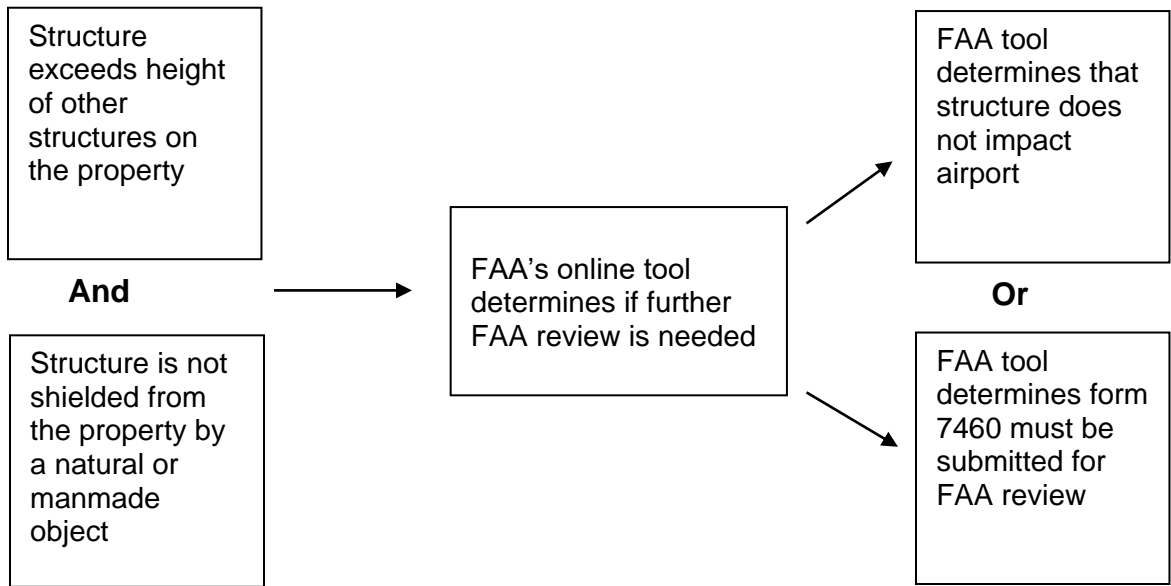 Structure
exceeds height
of other
structures on
the property
And
Structure is not
shielded from
the property by
a natural or
manmade
object
FAA’s online tool
determines if further
FAA review is needed
FAA tool
determines that
structure does
not impact
airport
Or
FAA tool
determines form
7460 must be
submitted for
FAA review